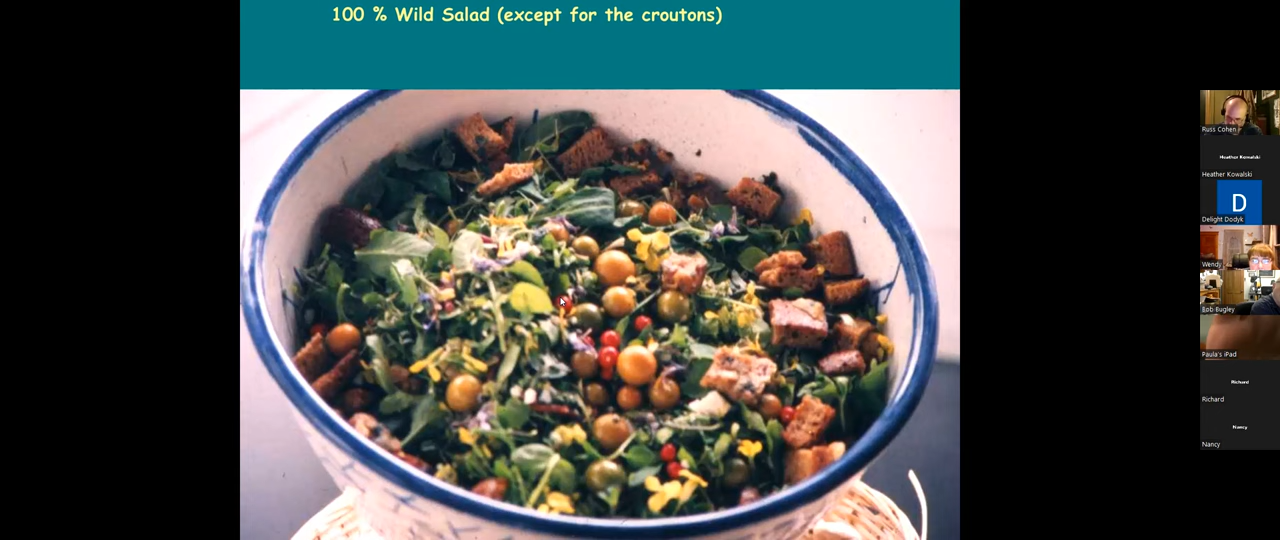 100 % Wild Salad (except for the croutons)
Russ Cohen
Heather Kowalski
Heather Kowalski
D
Delight Dodyk
Wendy
Bob Bugley
Paula's iPad
Richard
Richard
Nancy
Nancy